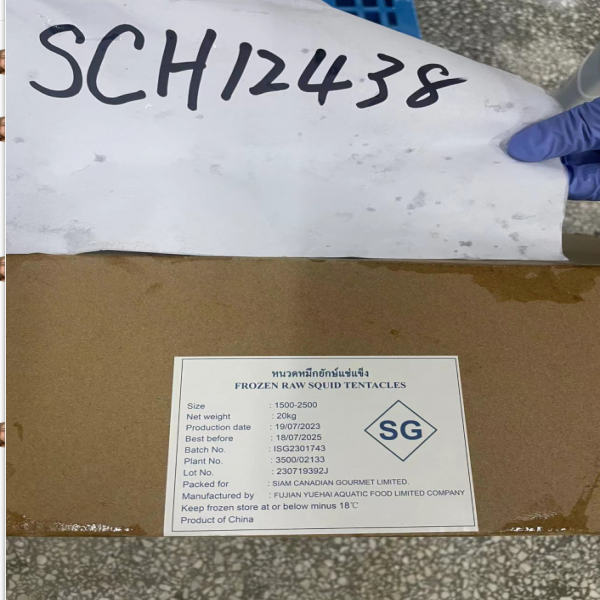 SCH12438
หนวดหมึกยักษ์แช่แข็ง
FROZEN RAW SQUID TENTACLES
Size : 1500-2500
Net weight : 20kg
Production date : 19/07/2023
Best before : 18/07/2025
Batch No. : ISG2301743
Plant No. : 3500/02133
Lot No. : 230719392J
Packed for : SIAM CANADIAN GOURMET LIMITED.
Manufactured by : FUJIAN YUEHAI AQUATIC FOOD LIMITED COMPANY
Keep frozen store at or below minus 18℃
Product of China
SG